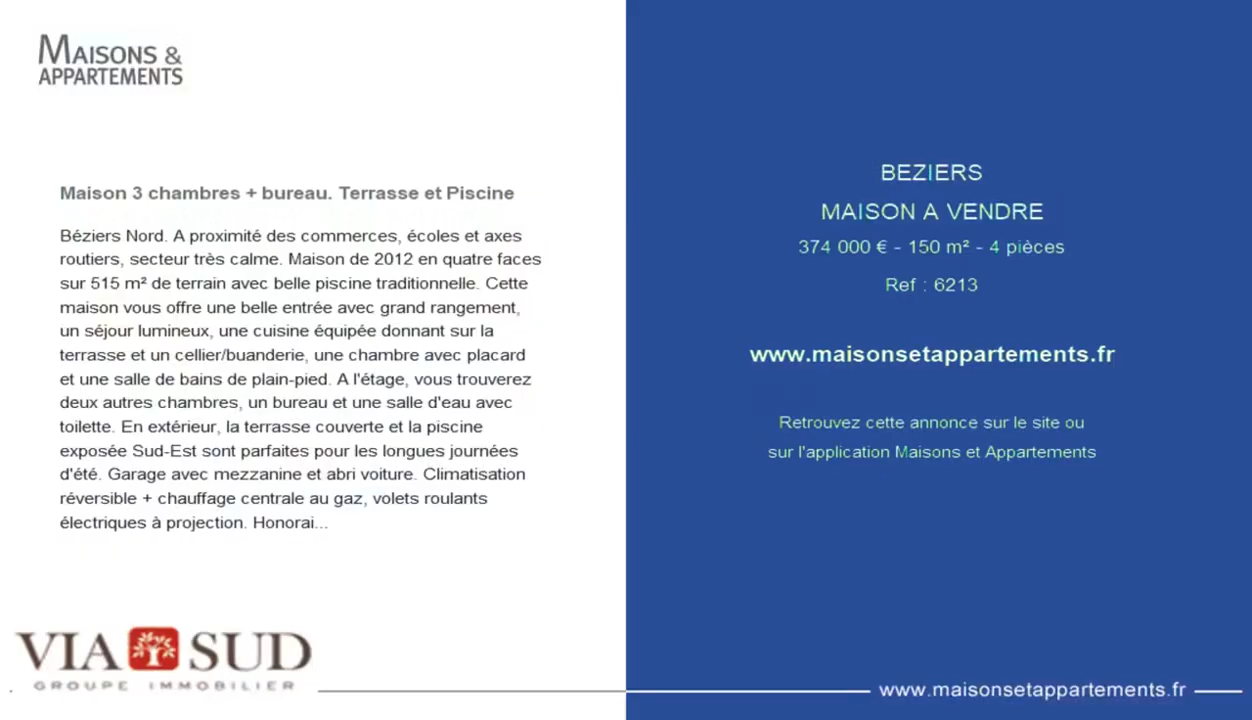 MAISONS &
APPARTEMENTS
Maison 3 chambres + bureau. Terrasse et Piscine
Béziers Nord. A proximité des commerces, écoles et axes
routiers, secteur très calme. Maison de 2012 en quatre faces
sur 515 m² de terrain avec belle piscine traditionnelle. Cette
maison vous offre une belle entrée avec grand rangement,
un séjour lumineux, une cuisine équipée donnant sur la
terrasse et un cellier/buanderie, une chambre avec placard
et une salle de bains de plain-pied. A l'étage, vous trouverez
deux autres chambres, un bureau et une salle d'eau avec
toilette. En extérieur, la terrasse couverte et la piscine
exposée Sud-Est sont parfaites pour les longues journées
d'été. Garage avec mezzanine et abri voiture. Climatisation
réversible + chauffage centrale au gaz, volets roulants
électriques à projection. Honorai...
VIA SUD
GROUPE IMMOBILIER
BEZIERS
MAISON A VENDRE
374 000 € - 150 m² - 4 pièces
Ref : 6213
www.maisonsetappartements.fr
Retrouvez cette annonce sur le site ou
sur l'application Maisons et Appartements
www.maisonsetappartements.fr